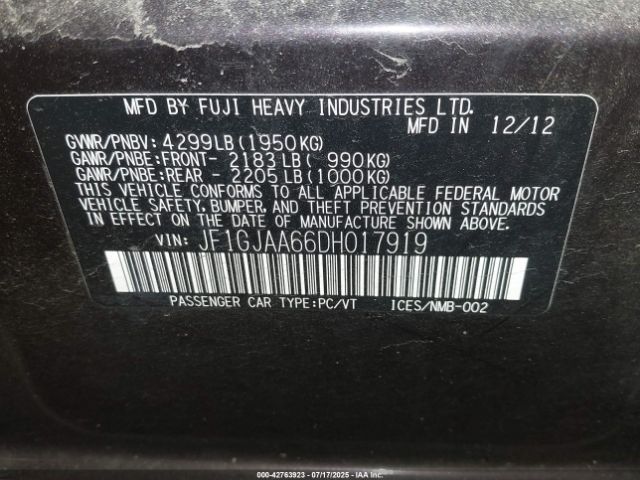 MFD BY FUJI HEAVY INDUSTRIES LTD.
MFD IN 12/12
GVWR/PNBV: 4299LB(1950KG)
GAWR/PNBE:FRONT- 2183LB( 990KG)
GAWR/PNBE:REAR - 2205LB(1000KG)
THIS VEHICLE CONFORMS TO ALL APPLICABLE FEDERAL MOTOR
VEHICLE SAFETY, BUMPER, AND THEFT PREVENTION STANDARDS
IN EFFECT ON THE DATE OF MANUFACTURE SHOWN ABOVE.
VIN: JF1GJAA66DH017919
PASSENGER CAR TYPE:PC/VT ICES/NMB-002
000-42763923 - 07/17/2025 - IAAI.COM